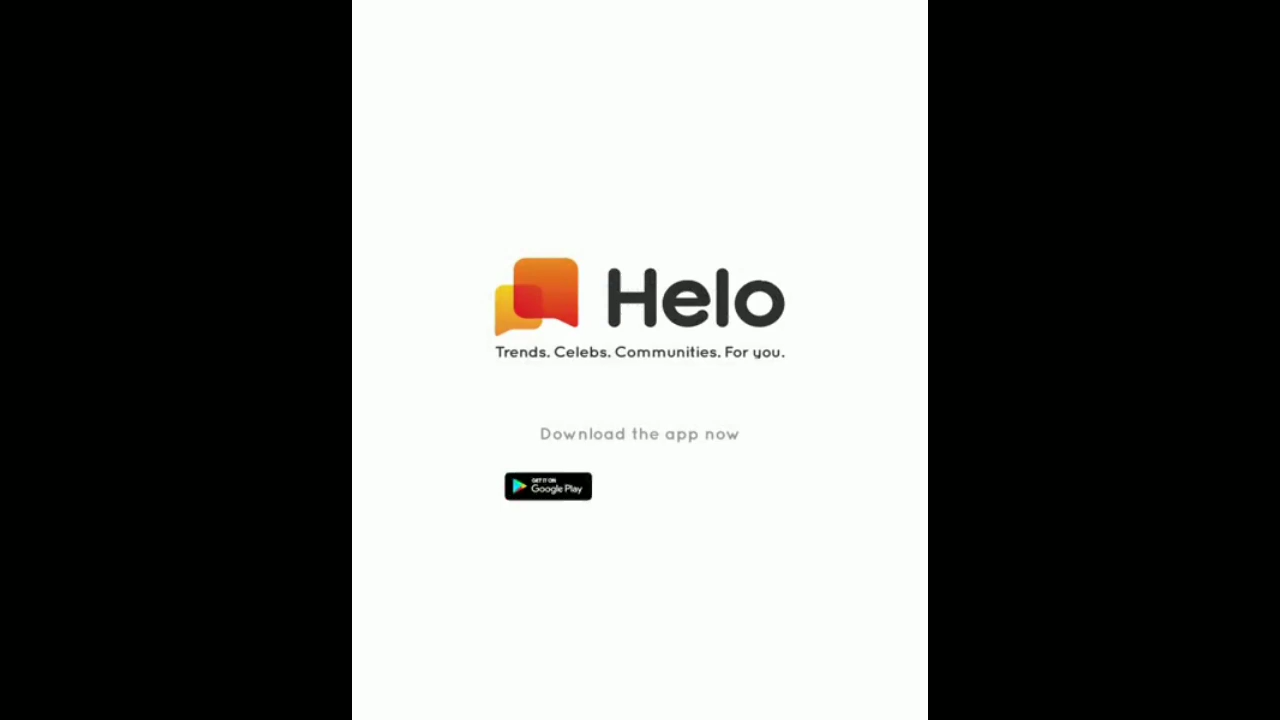 Helo
Trends. Celebs. Communities. For you.
Download the app now
GET IT ON
Google Play